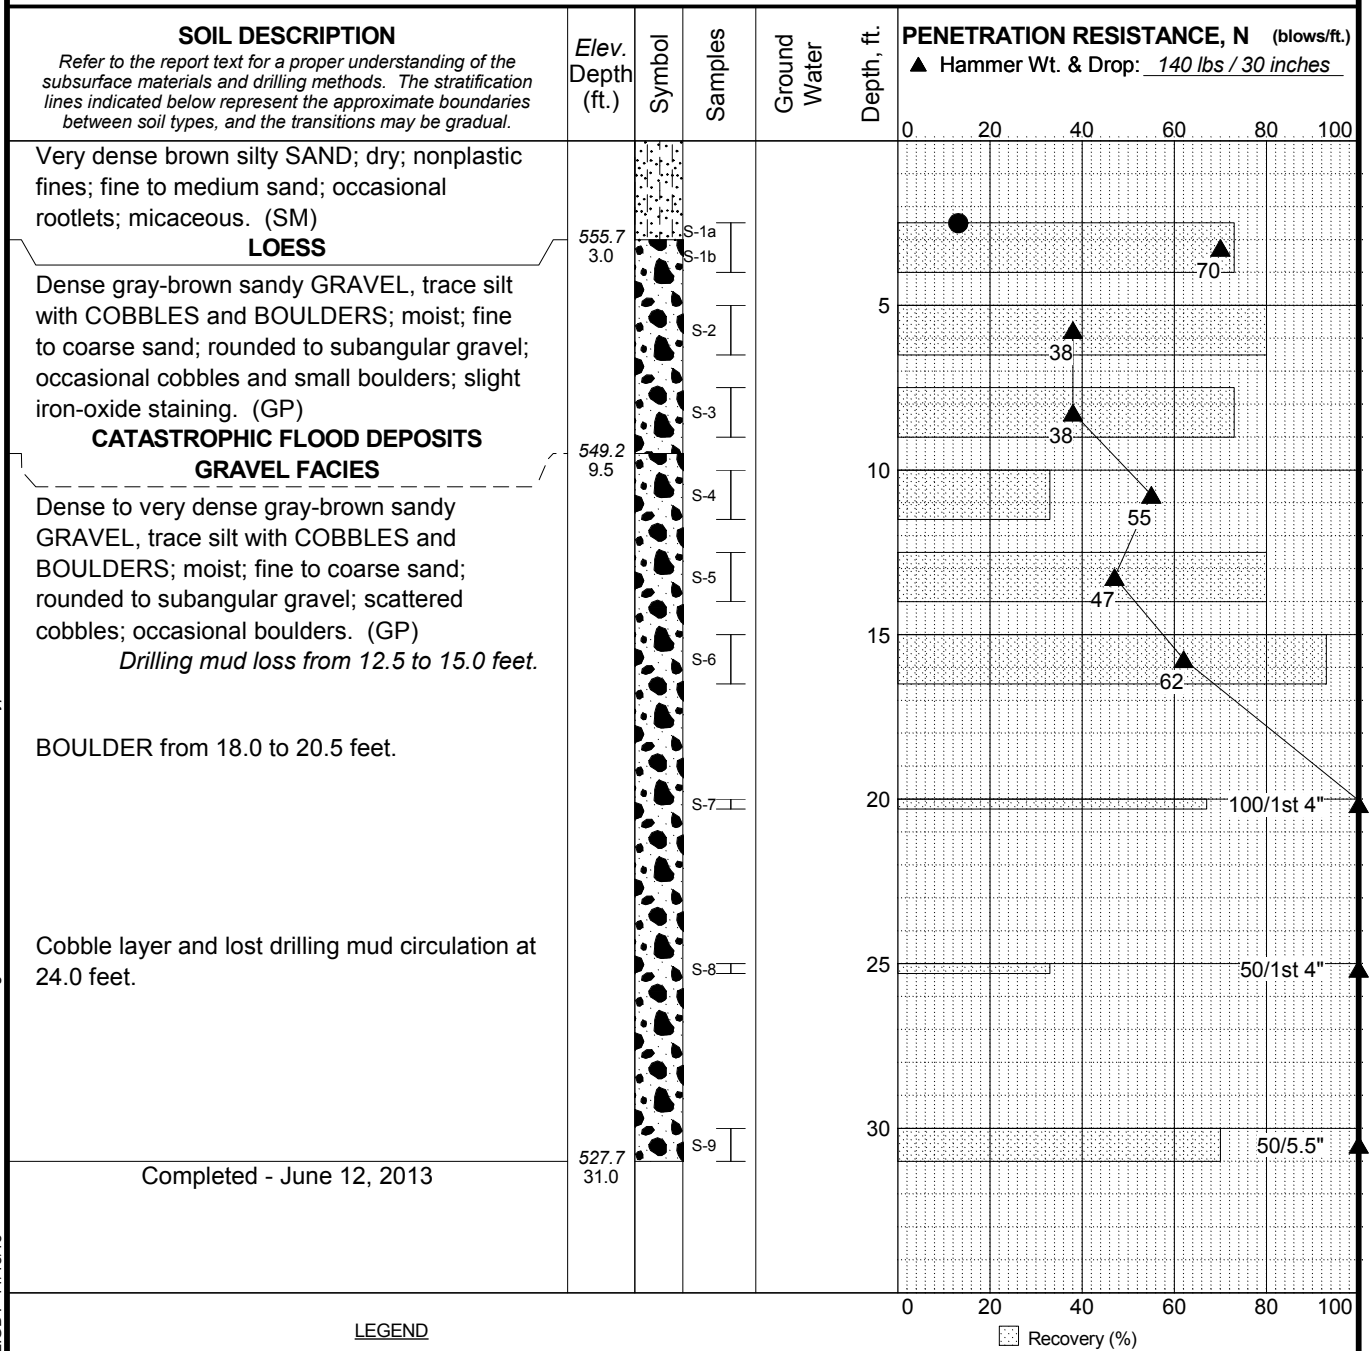 SOIL DESCRIPTION
Refer to the report text for a proper understanding of the
subsurface materials and drilling methods. The stratification
lines indicated below represent the approximate boundaries
between soil types, and the transitions may be gradual.
Elev.
Depth
(ft.)
Symbol
Samples
Ground
Water
Depth, ft.
PENETRATION RESISTANCE, N (blows/ft.)
▲ Hammer Wt. & Drop: 140 lbs / 30 inches
0 20 40 60 80 100
Very dense brown silty SAND; dry; nonplastic
fines; fine to medium sand; occasional
rootlets; micaceous. (SM)
LOESS
555.7
3.0
S-1a
S-1b
70
Dense gray-brown sandy GRAVEL, trace silt
with COBBLES and BOULDERS; moist; fine
to coarse sand; rounded to subangular gravel;
occasional cobbles and small boulders; slight
iron-oxide staining. (GP)
CATASTROPHIC FLOOD DEPOSITS
GRAVEL FACIES
5
S-2
38
S-3
38
549.2
9.5
10
Dense to very dense gray-brown sandy
GRAVEL, trace silt with COBBLES and
BOULDERS; moist; fine to coarse sand;
rounded to subangular gravel; scattered
cobbles; occasional boulders. (GP)
Drilling mud loss from 12.5 to 15.0 feet.
S-4
55
S-5
47
15
S-6
62
BOULDER from 18.0 to 20.5 feet.
20
S-7
100/1st 4"
Cobble layer and lost drilling mud circulation at
24.0 feet.
25
S-8
50/1st 4"
30
S-9
50/5.5"
527.7
31.0
Completed - June 12, 2013
0 20 40 60 80 100
LEGEND
Recovery (%)